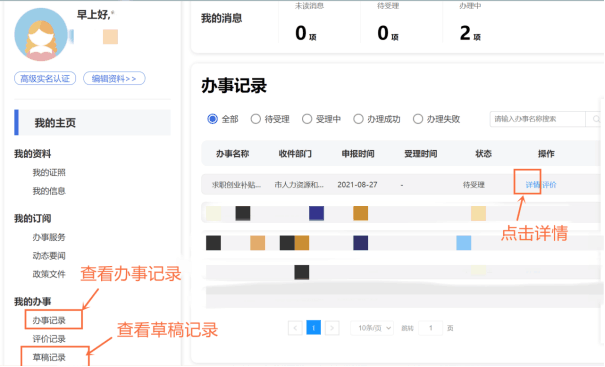 早上好,*
高级实名认证
编辑资料>>
我的主页
我的资料
我的证照
我的信息
我的订阅
办事服务
动态要闻
政策文件
我的办事
办事记录
评价记录
草稿记录
查看办事记录
查看草稿记录
我的消息
未读消息
0 项
待受理
0 项
办理中
2 项
办事记录
全部 待受理 受理中 办理成功 办理失败
请输入办事名称搜索
办事名称 收件部门 申报时间 受理时间 状态 操作
求职创业补贴... 市人力资源和... 2021-08-27 - 待受理 详情 评价
点击详情
< 1 > 10条/页 跳转 1 页